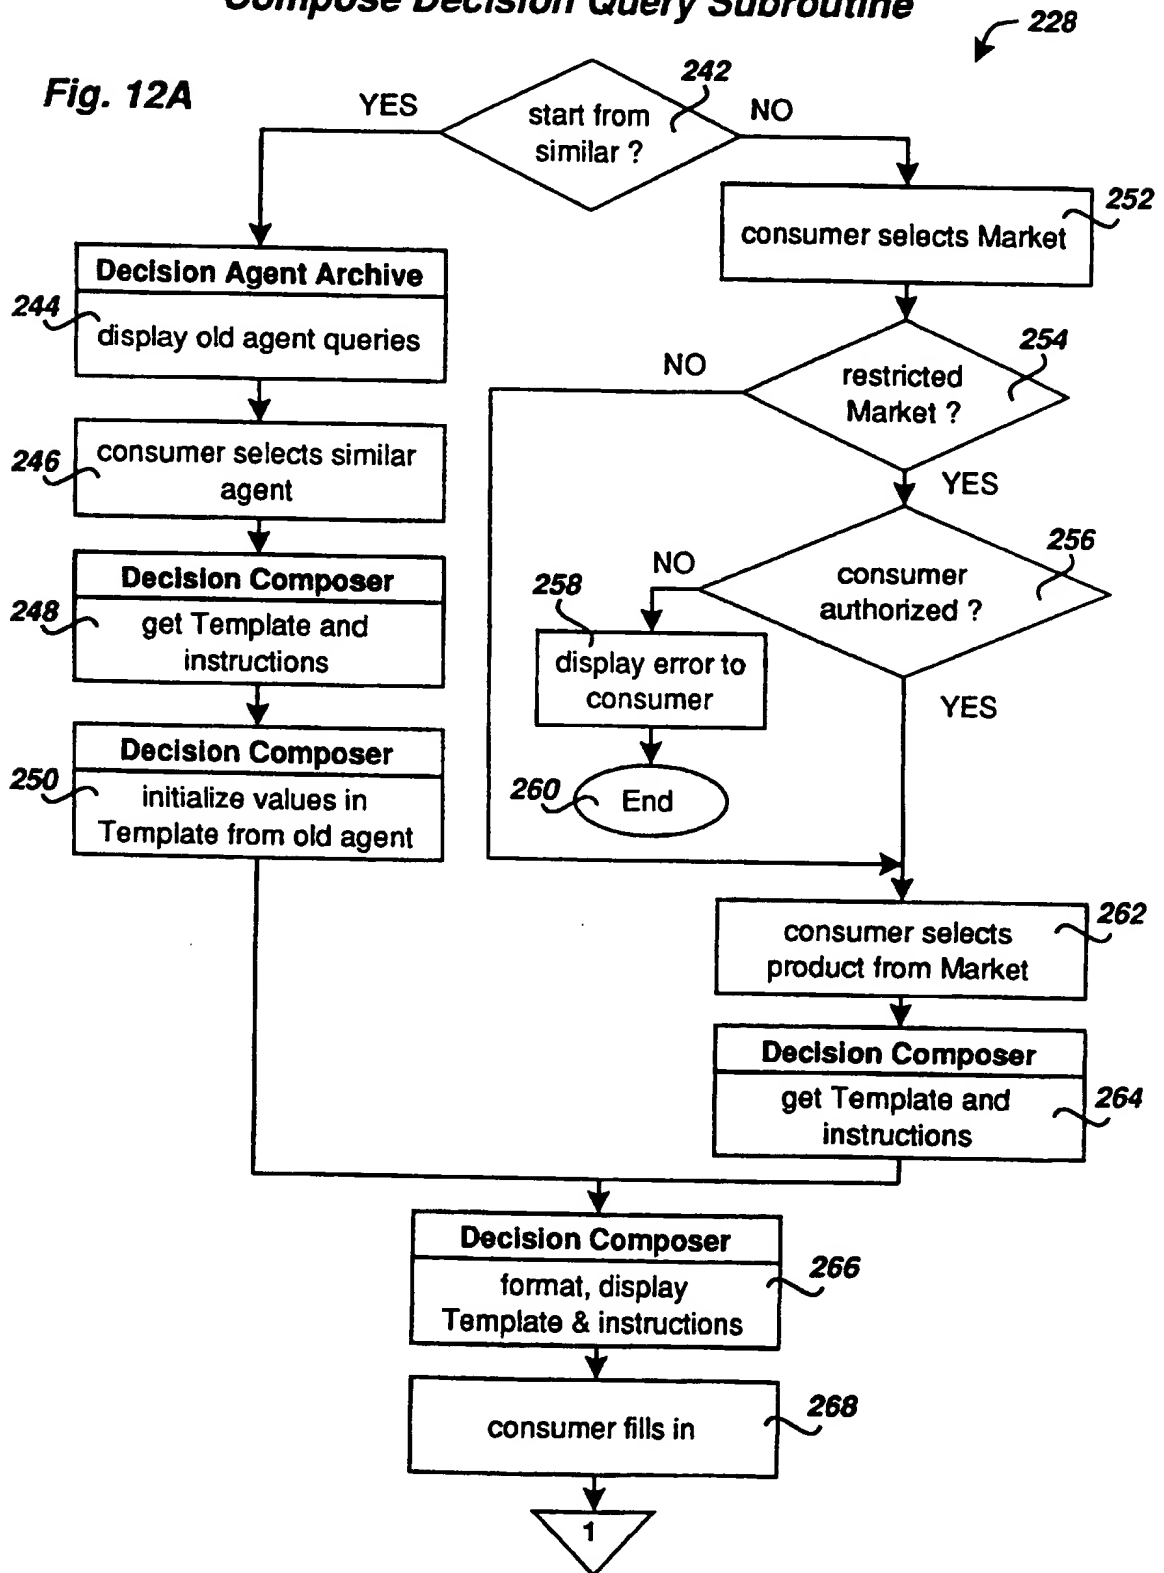 Compose Decision Query Subroutine
228
Fig. 12A
242
YES
NO
start from
similar ?
252
consumer selects Market
Decision Agent Archive
244
display old agent queries
254
NO
restricted
Market ?
246
consumer selects similar
agent
YES
256
NO
consumer
authorized ?
Decision Composer
248
get Template and
instructions
258
display error to
consumer
YES
Decision Composer
250
initialize values in
Template from old agent
260
End
262
consumer selects
product from Market
Decision Composer
get Template and
instructions
264
Decision Composer
266
format, display
Template & instructions
268
consumer fills in
1